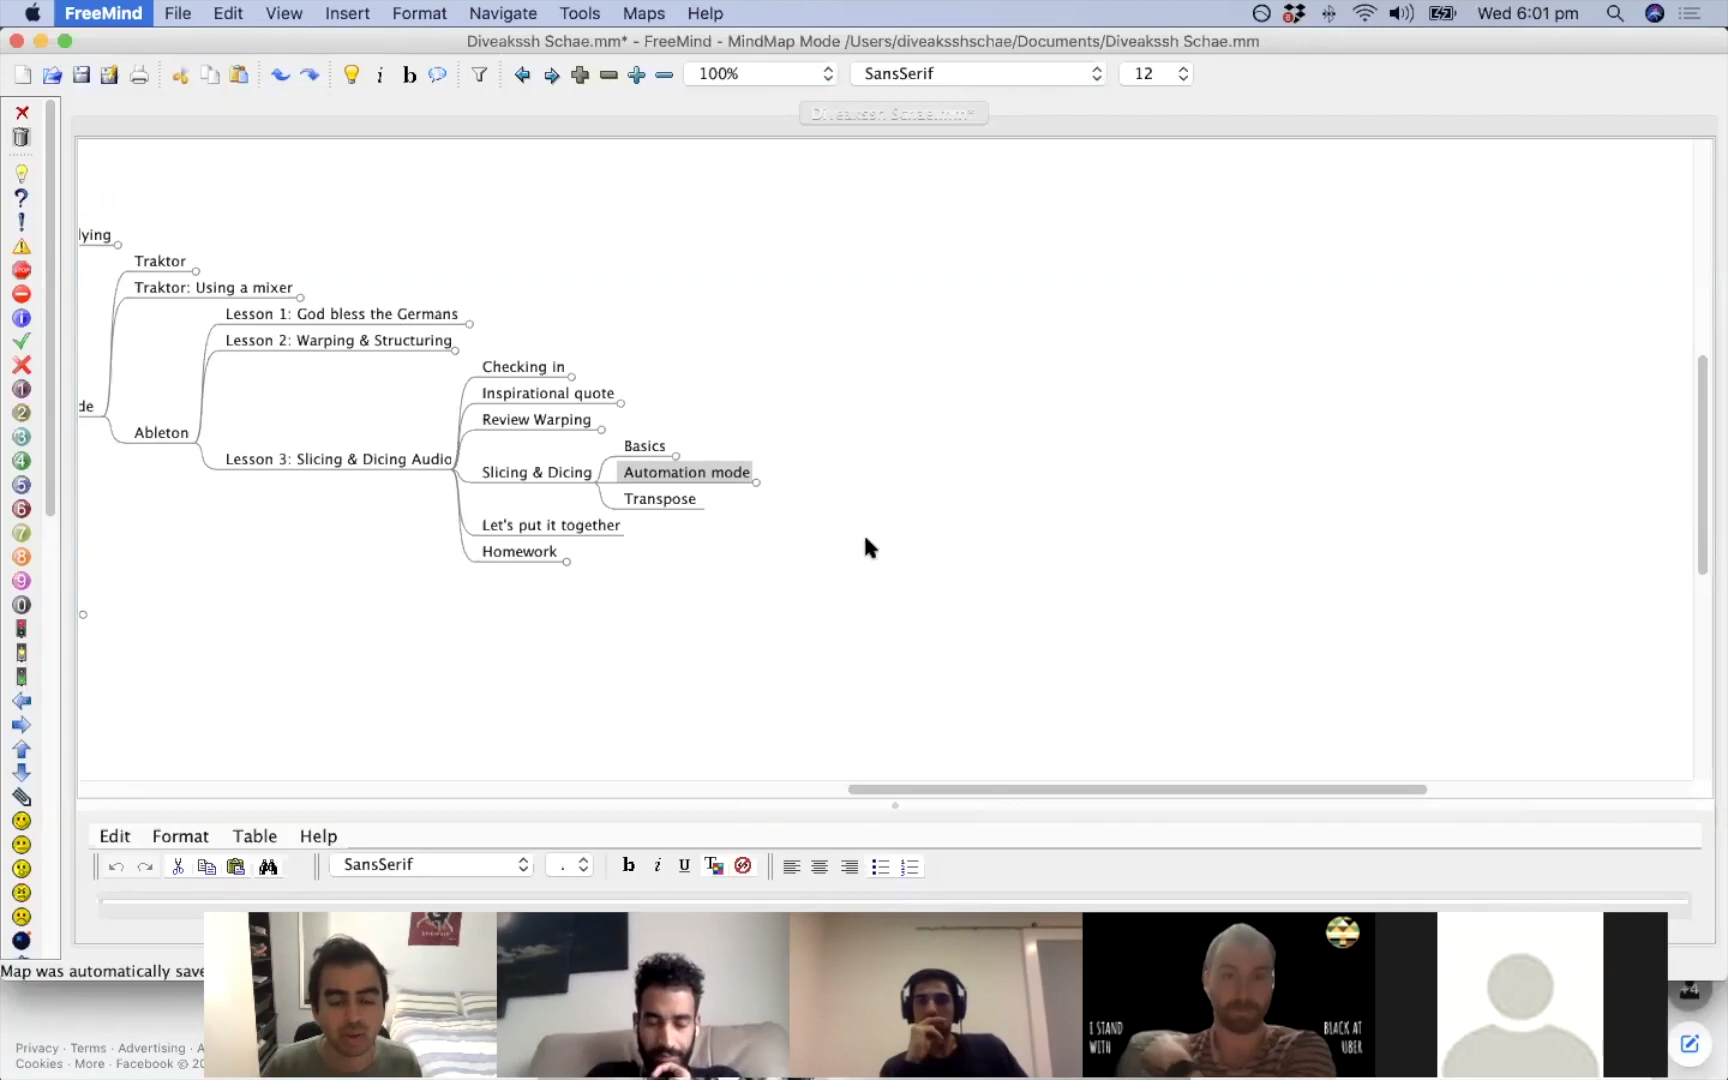 FreeMind File Edit View Insert Format Navigate Tools Maps Help Wed 6:01 pm
Diveakssh Schae.mm* - FreeMind - MindMap Mode /Users/diveaksshschae/Documents/Diveakssh Schae.mm
i b 100% SansSerif 12
Diveakssh Schae.mm*
lying
Traktor
Traktor: Using a mixer
Lesson 1: God bless the Germans
Lesson 2: Warping & Structuring
Checking in
Inspirational quote
Review Warping
de
Ableton
Basics
Lesson 3: Slicing & Dicing Audio
Slicing & Dicing
Automation mode
Transpose
Let's put it together
Homework
Edit Format Table Help
SansSerif . b i U
Map was automatically save
+4
I STAND
WITH
BLACK AT
UBER
Privacy · Terms · Advertising · A
Cookies · More · Facebook © 20